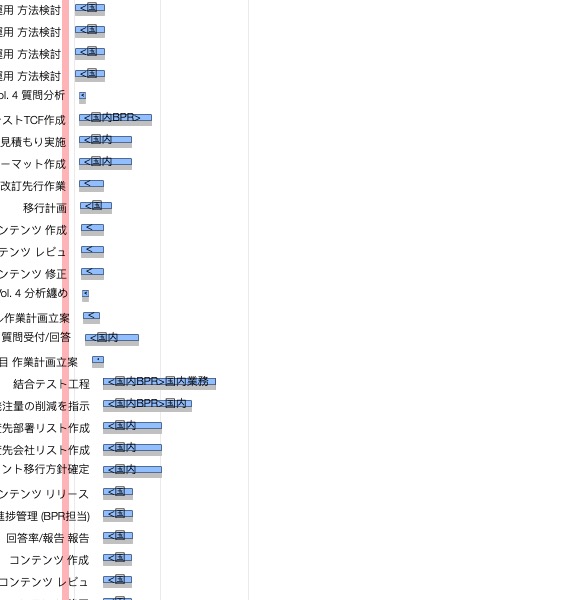 運用 方法検討 <国
運用 方法検討 <国
運用 方法検討 <国
運用 方法検討 <国
Vol. 4 質問分析 <
ストTCF作成 <国内BPR>
見積もり実施 <国内
ーマット作成 <国内
改訂先行作業 <
移行計画 <国
ンテンツ 作成 <
テンツ レビュ <
ンテンツ 修正 <
Vol. 4 分析纏め <
作業計画立案 <
質問受付/回答 <国内
目 作業計画立案
結合テスト工程 <国内BPR>国内業務
発注量の削減を指示 <国内BPR>国内
先部署リスト作成 <国内
先会社リスト作成 <国内
ント移行方針確定 <国内
ンテンツ リリース <国
進捗管理 (BPR担当) <国
回答率/報告 報告 <国
コンテンツ 作成 <国
コンテンツ レビュ <国